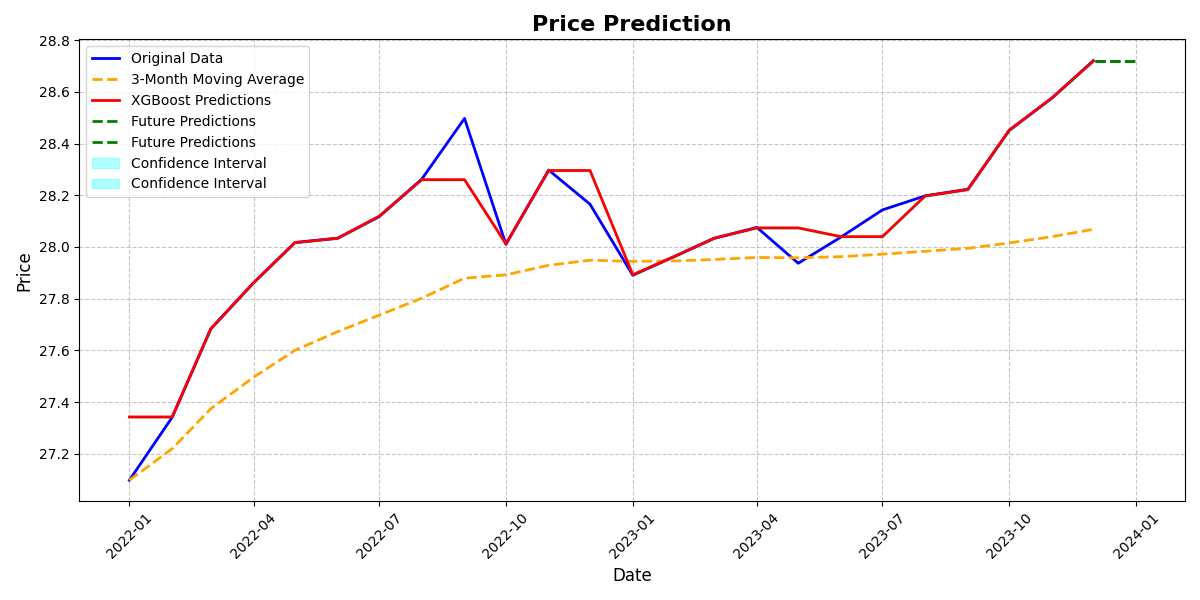 Price Prediction
Original Data
3-Month Moving Average
XGBoost Predictions
Future Predictions
Future Predictions
Confidence Interval
Confidence Interval
28.8
28.6
28.4
28.2
28.0
27.8
27.6
27.4
27.2
Price
2022-01
2022-04
2022-07
2022-10
2023-01
2023-04
2023-07
2023-10
2024-01
Date